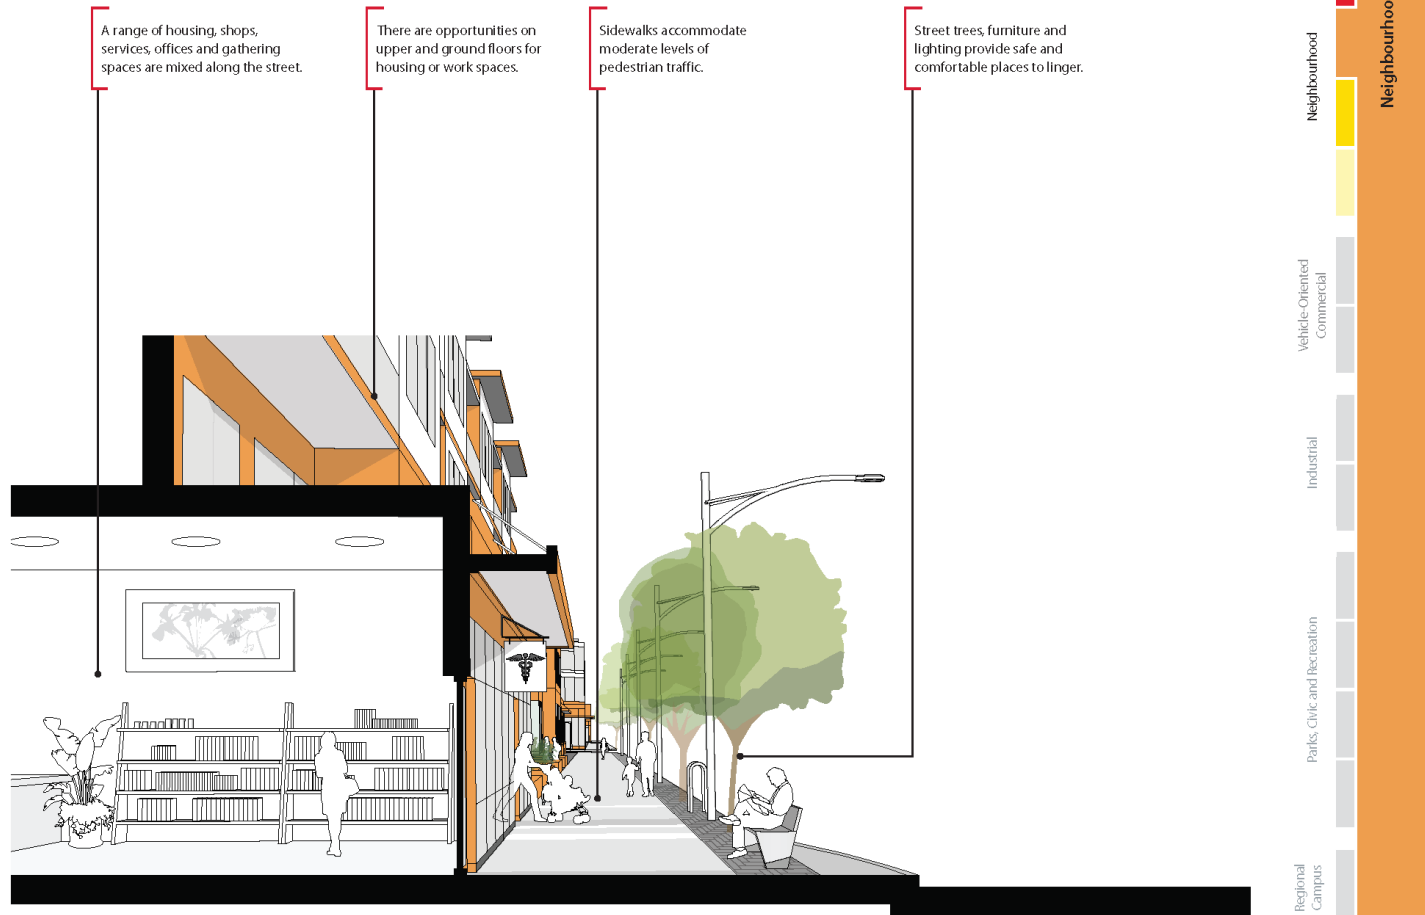 A range of housing, shops,
services, offices and gathering
spaces are mixed along the street.
There are opportunities on
upper and ground floors for
housing or work spaces.
Sidewalks accommodate
moderate levels of
pedestrian traffic.
Street trees, furniture and
lighting provide safe and
comfortable places to linger.
Neighbourhood
Neighbourhoo
Vehicle-Oriented
Commercial
Industrial
Parks, Civic and Recreation
Regional
Campus